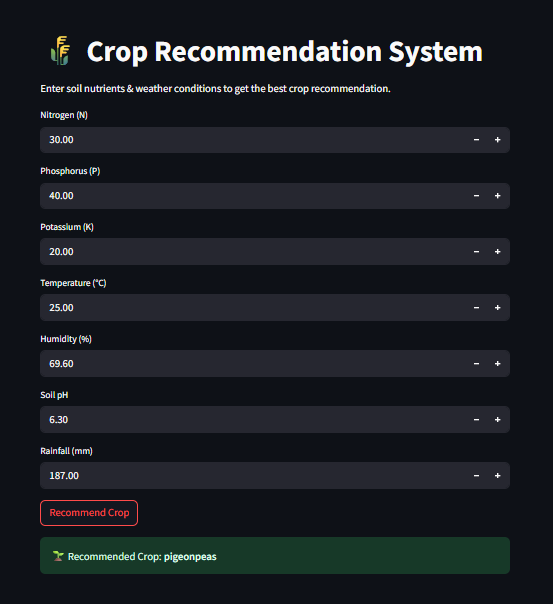 Crop Recommendation System
Enter soil nutrients & weather conditions to get the best crop recommendation.
Nitrogen (N)
30.00 − +
Phosphorus (P)
40.00 − +
Potassium (K)
20.00 − +
Temperature (°C)
25.00 − +
Humidity (%)
69.60 − +
Soil pH
6.30 − +
Rainfall (mm)
187.00 − +
Recommend Crop
Recommended Crop: pigeonpeas